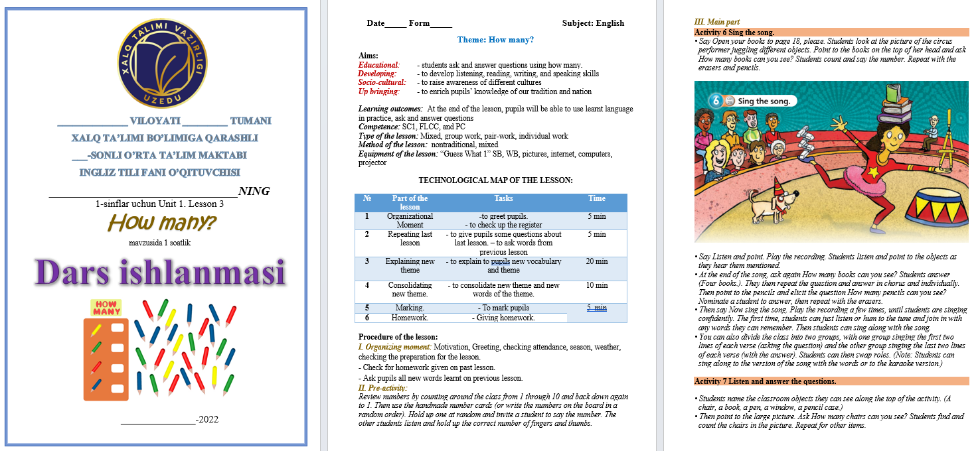 XALQ TALIMI VAZIRLIGI
UZEDU
_____________ VILOYATI ________ TUMANI
XALQ TA'LIMI BO'LIMIGA QARASHLI
___-SONLI O'RTA TA'LIM MAKTABI
INGLIZ TILI FANI O'QITUVCHISI
______________________________NING
1-sinflar uchun Unit 1. Lesson 3
How many?
mavzusida 1 soatlik
Dars ishlanmasi
HOW
MANY
________________-2022
Date_____ Form_____ Subject: English
Theme: How many?
Aims:
Educational: - students ask and answer questions using how many.
Developing: - to develop listening, reading, writing, and speaking skills
Socio-cultural: - to raise awareness of different cultures
Up bringing: - to enrich pupils' knowledge of our tradition and nation
Learning outcomes: At the end of the lesson, pupils will be able to use learnt language
in practice, ask and answer questions
Competence: SC1, FLCC, and PC
Type of the lesson: Mixed, group work, pair-work, individual work
Method of the lesson: nontraditional, mixed
Equipment of the lesson: "Guess What 1" SB, WB, pictures, internet, computers,
projector
TECHNOLOGICAL MAP OF THE LESSON:
№ Part of the lesson Tasks Time
1 Organizational Moment -to greet pupils. - to check up the register 5 min
2 Repeating last lesson - to give pupils some questions about last lesson. – to ask words from previous lesson 5 min
3 Explaining new theme - to explain to pupils new vocabulary and theme 20 min
4 Consolidating new theme. - to consolidate new theme and new words of the theme. 10 min
5 Marking. - To mark pupils 5 min
6 Homework. - Giving homework.
Procedure of the lesson:
I. Organizing moment: Motivation, Greeting, checking attendance, season, weather,
checking the preparation for the lesson.
- Check for homework given on past lesson.
- Ask pupils all new words learnt on previous lesson.
II. Pre-activity:
Review numbers by counting around the class from 1 through 10 and back down again
to 1. Then use the handmade number cards (or write the numbers on the board in a
random order). Hold up one at random and invite a student to say the number. The
other students listen and hold up the correct number of fingers and thumbs.
III. Main part
Activity 6 Sing the song.
• Say Open your books to page 18, please. Students look at the picture of the circus
performer juggling different objects. Point to the books on the top of her head and ask
How many books can you see? Students count and say the number. Repeat with the
erasers and pencils.
6 Sing the song.
• Say Listen and point. Play the recording. Students listen and point to the objects as
they hear them mentioned.
• At the end of the song, ask again How many books can you see? Students answer
(Four books.). They then repeat the question and answer in chorus and individually.
Then point to the pencils and elicit the question How many pencils can you see?
Nominate a student to answer, then repeat with the erasers.
• Then say Now sing the song. Play the recording a few times, until students are singing
confidently. The first time, students can just listen or hum to the tune and join in with
any words they can remember. Then students can sing along with the song.
• You can also divide the class into two groups, with one group singing the first two
lines of each verse (asking the question) and the other group singing the last two lines
of each verse (with the answer). Students can then swap roles. (Note: Students can
sing along to the version of the song with the words or to the karaoke version.)
Activity 7 Listen and answer the questions.
• Students name the classroom objects they can see along the top of the activity. (A
chair, a book, a pen, a window, a pencil case.)
• Then point to the large picture. Ask How many chairs can you see? Students find and
count the chairs in the picture. Repeat for other items.